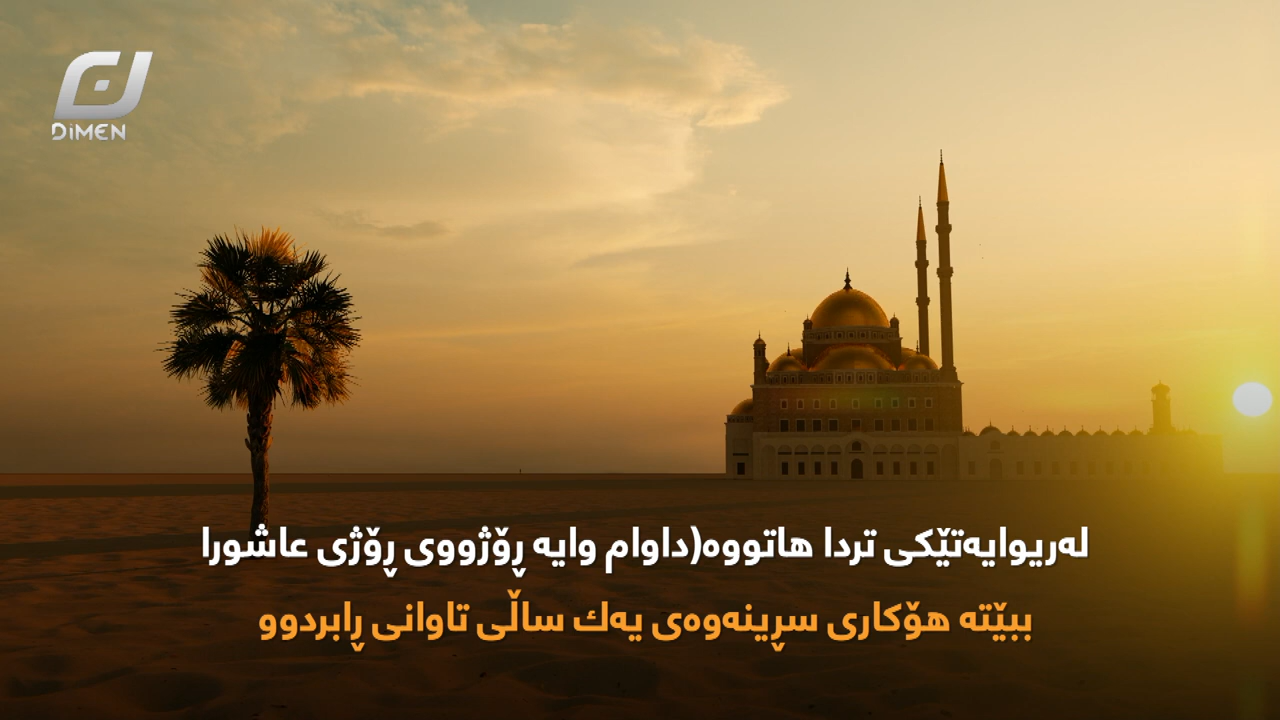 DiMEN
لەریوایەتێکی تردا هاتووە(داوام وایە ڕۆژووی ڕۆژی عاشورا
ببێتە هۆکاری سڕینەوەی یەك ساڵی تاوانی ڕابردوو